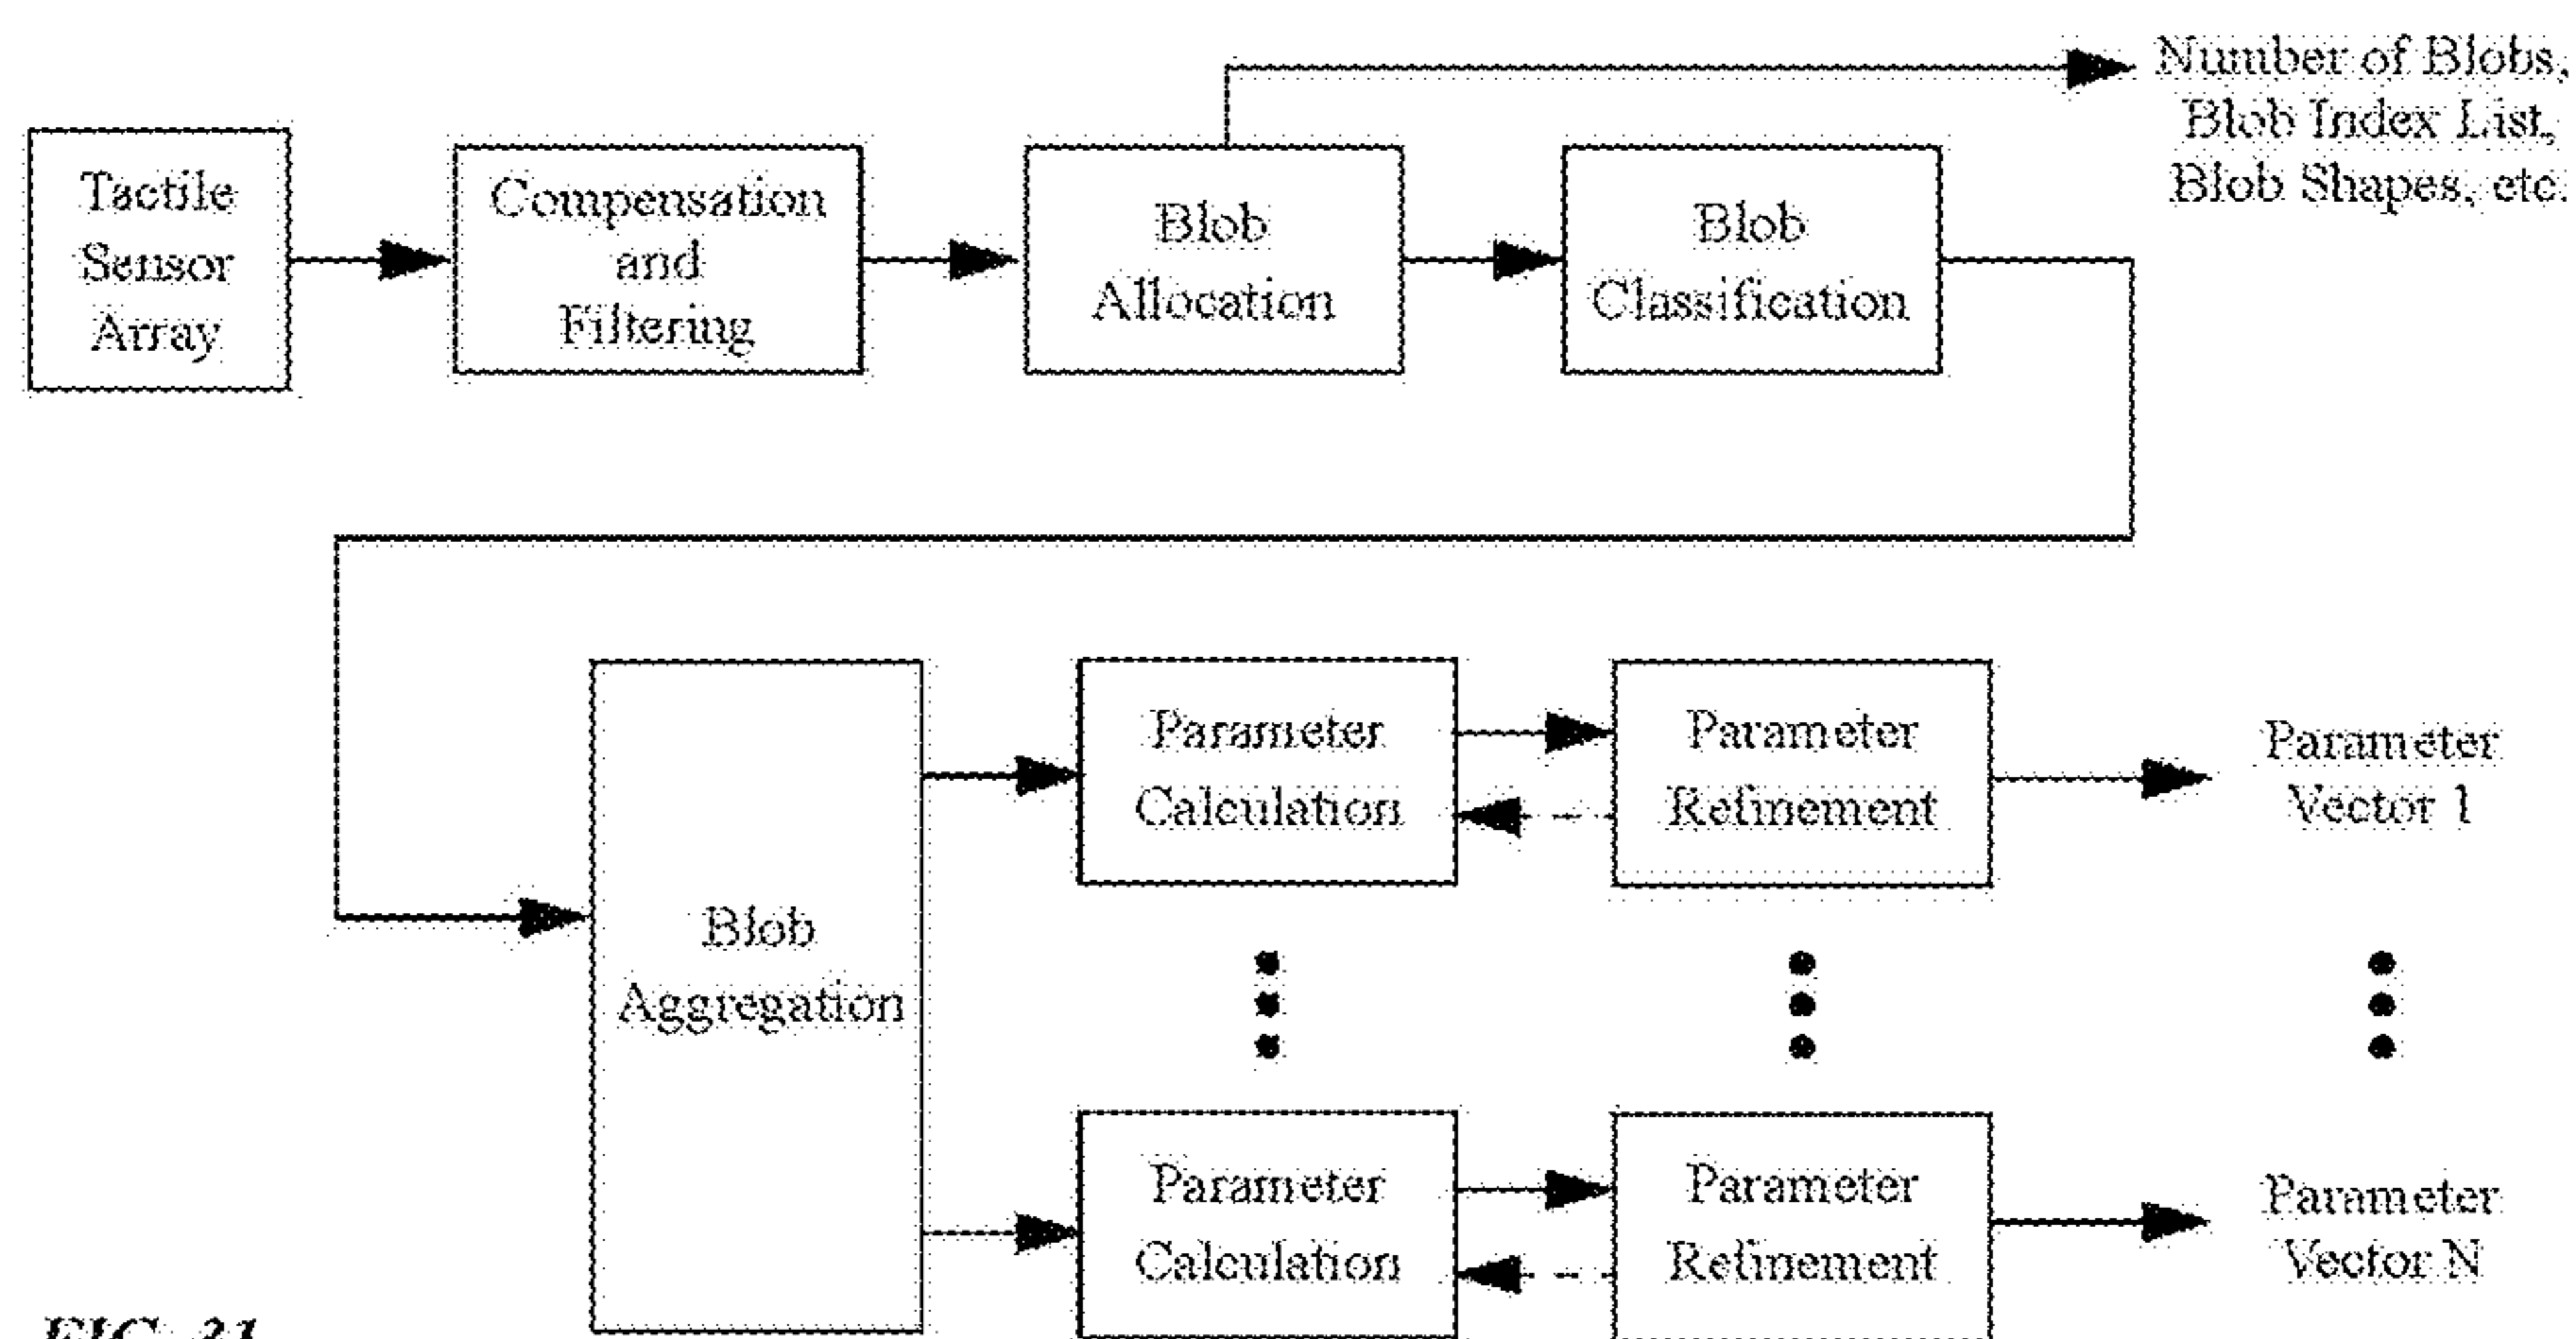 Number of Blobs,
Blob Index List,
Blob Shapes, etc.
Tactile
Sensor
Array
Compensation
and
Filtering
Blob
Allocation
Blob
Classification
Blob
Aggregation
Parameter
Calculation
Parameter
Refinement
Parameter
Vector 1
Parameter
Calculation
Parameter
Refinement
Parameter
Vector N